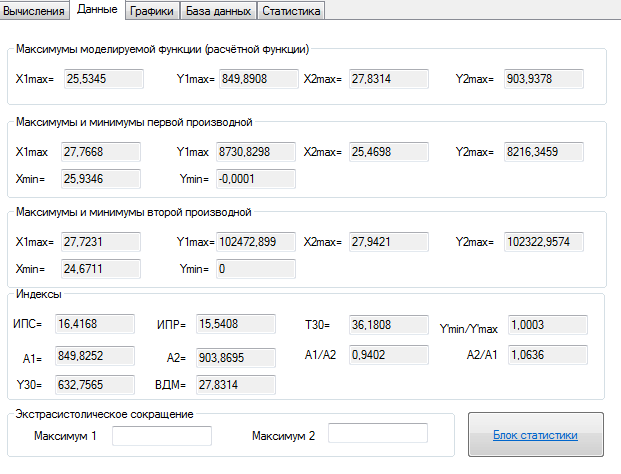 Вычисления Данные Графики База данных Статистика
Максимумы моделируемой функции (расчётной функции)
X1max= 25,5345 Y1max= 849,8908 X2max= 27,8314 Y2max= 903,9378
Максимумы и минимумы первой производной
X1max 27,7668 Y1max 8730,8298 X2max= 25,4698 Y2max= 8216,3459
Xmin= 25,9346 Ymin= -0,0001
Максимумы и минимумы второй производной
X1max= 27,7231 Y1max= 102472,899 X2max= 27,9421 Y2max= 102322,9574
Xmin= 24,6711 Ymin= 0
Индексы
ИПС= 16,4168 ИПР= 15,5408 T30= 36,1808 Y'min/Y'max 1,0003
A1= 849,8252 A2= 903,8695 A1/A2 0,9402 A2/A1 1,0636
Y30= 632,7565 ВДМ= 27,8314
Экстрасистолическое сокращение
Максимум 1 Максимум 2
Блок статистики